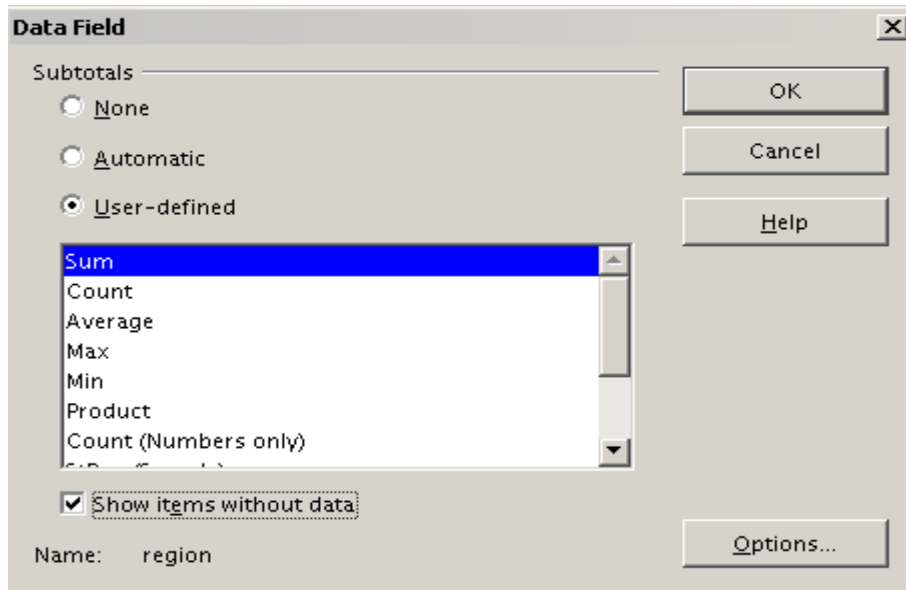 Data Field
Subtotals
None
Automatic
User-defined
Sum
Count
Average
Max
Min
Product
Count (Numbers only)
Show items without data
Name: region
OK
Cancel
Help
Options...